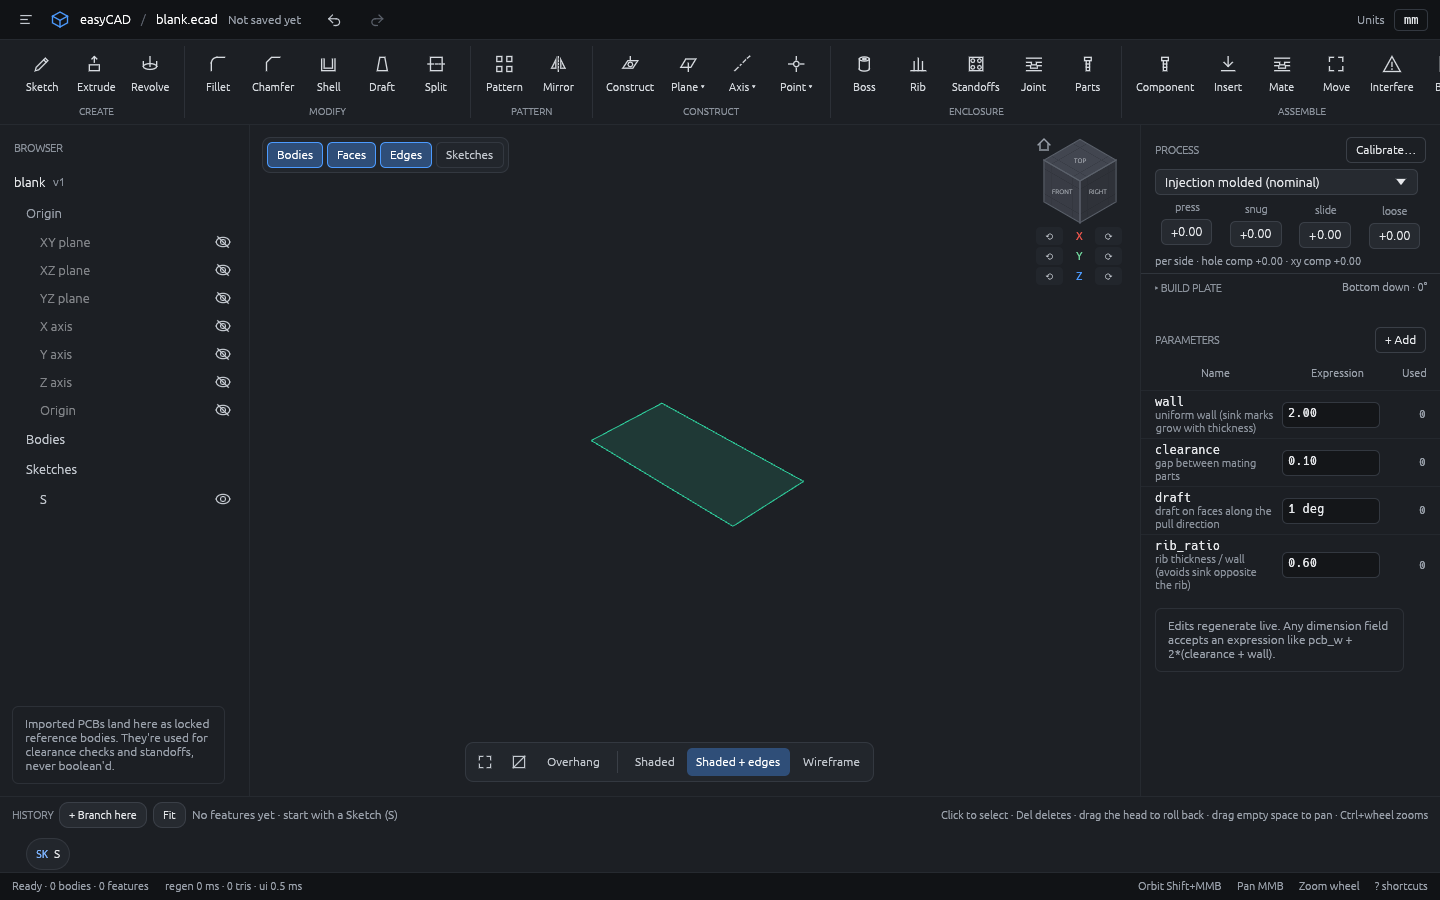 easyCAD / blank.ecad Not saved yet Units mm
Sketch Extrude Revolve Fillet Chamfer Shell Draft Split Pattern Mirror Construct Plane Axis Point Boss Rib Standoffs Joint Parts Component Insert Mate Move Interfere
CREATE MODIFY PATTERN CONSTRUCT ENCLOSURE ASSEMBLE
BROWSER
blank v1
Origin
XY plane
XZ plane
YZ plane
X axis
Y axis
Z axis
Origin
Bodies
Sketches
S
Imported PCBs land here as locked
reference bodies. They're used for
clearance checks and standoffs,
never boolean'd.
Bodies Faces Edges Sketches
TOP
FRONT RIGHT
X
Y
Z
Overhang Shaded Shaded + edges Wireframe
PROCESS Calibrate...
Injection molded (nominal)
press snug slide loose
+0.00 +0.00 +0.00 +0.00
per side · hole comp +0.00 · xy comp +0.00
BUILD PLATE Bottom down · 0°
PARAMETERS + Add
Name Expression Used
wall
uniform wall (sink marks
grow with thickness)
2.00 0
clearance
gap between mating
parts
0.10 0
draft
draft on faces along the
pull direction
1 deg 0
rib_ratio
rib thickness / wall
(avoids sink opposite
the rib)
0.60 0
Edits regenerate live. Any dimension field
accepts an expression like pcb_w +
2*(clearance + wall).
HISTORY + Branch here Fit No features yet · start with a Sketch (S) Click to select · Del deletes · drag the head to roll back · drag empty space to pan · Ctrl+wheel zooms
SK S
Ready · 0 bodies · 0 features regen 0 ms · 0 tris · ui 0.5 ms Orbit Shift+MMB Pan MMB Zoom wheel ? shortcuts